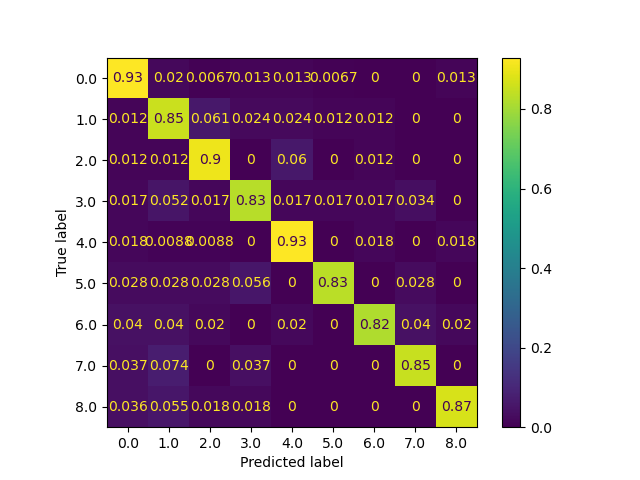 0.0 0.93 0.02 0.0067 0.013 0.013 0.0067 0 0 0.013
1.0 0.012 0.85 0.061 0.024 0.024 0.012 0.012 0 0 0.8
2.0 0.012 0.012 0.9 0 0.06 0 0.012 0 0
3.0 0.017 0.052 0.017 0.83 0.017 0.017 0.017 0.034 0 0.6
True label
4.0 0.018 0.0088 0.0088 0 0.93 0 0.018 0 0.018
5.0 0.028 0.028 0.028 0.056 0 0.83 0 0.028 0 0.4
6.0 0.04 0.04 0.02 0 0.02 0 0.82 0.04 0.02
7.0 0.037 0.074 0 0.037 0 0 0 0.85 0 0.2
8.0 0.036 0.055 0.018 0.018 0 0 0 0 0.87
0.0
0.0 1.0 2.0 3.0 4.0 5.0 6.0 7.0 8.0
Predicted label